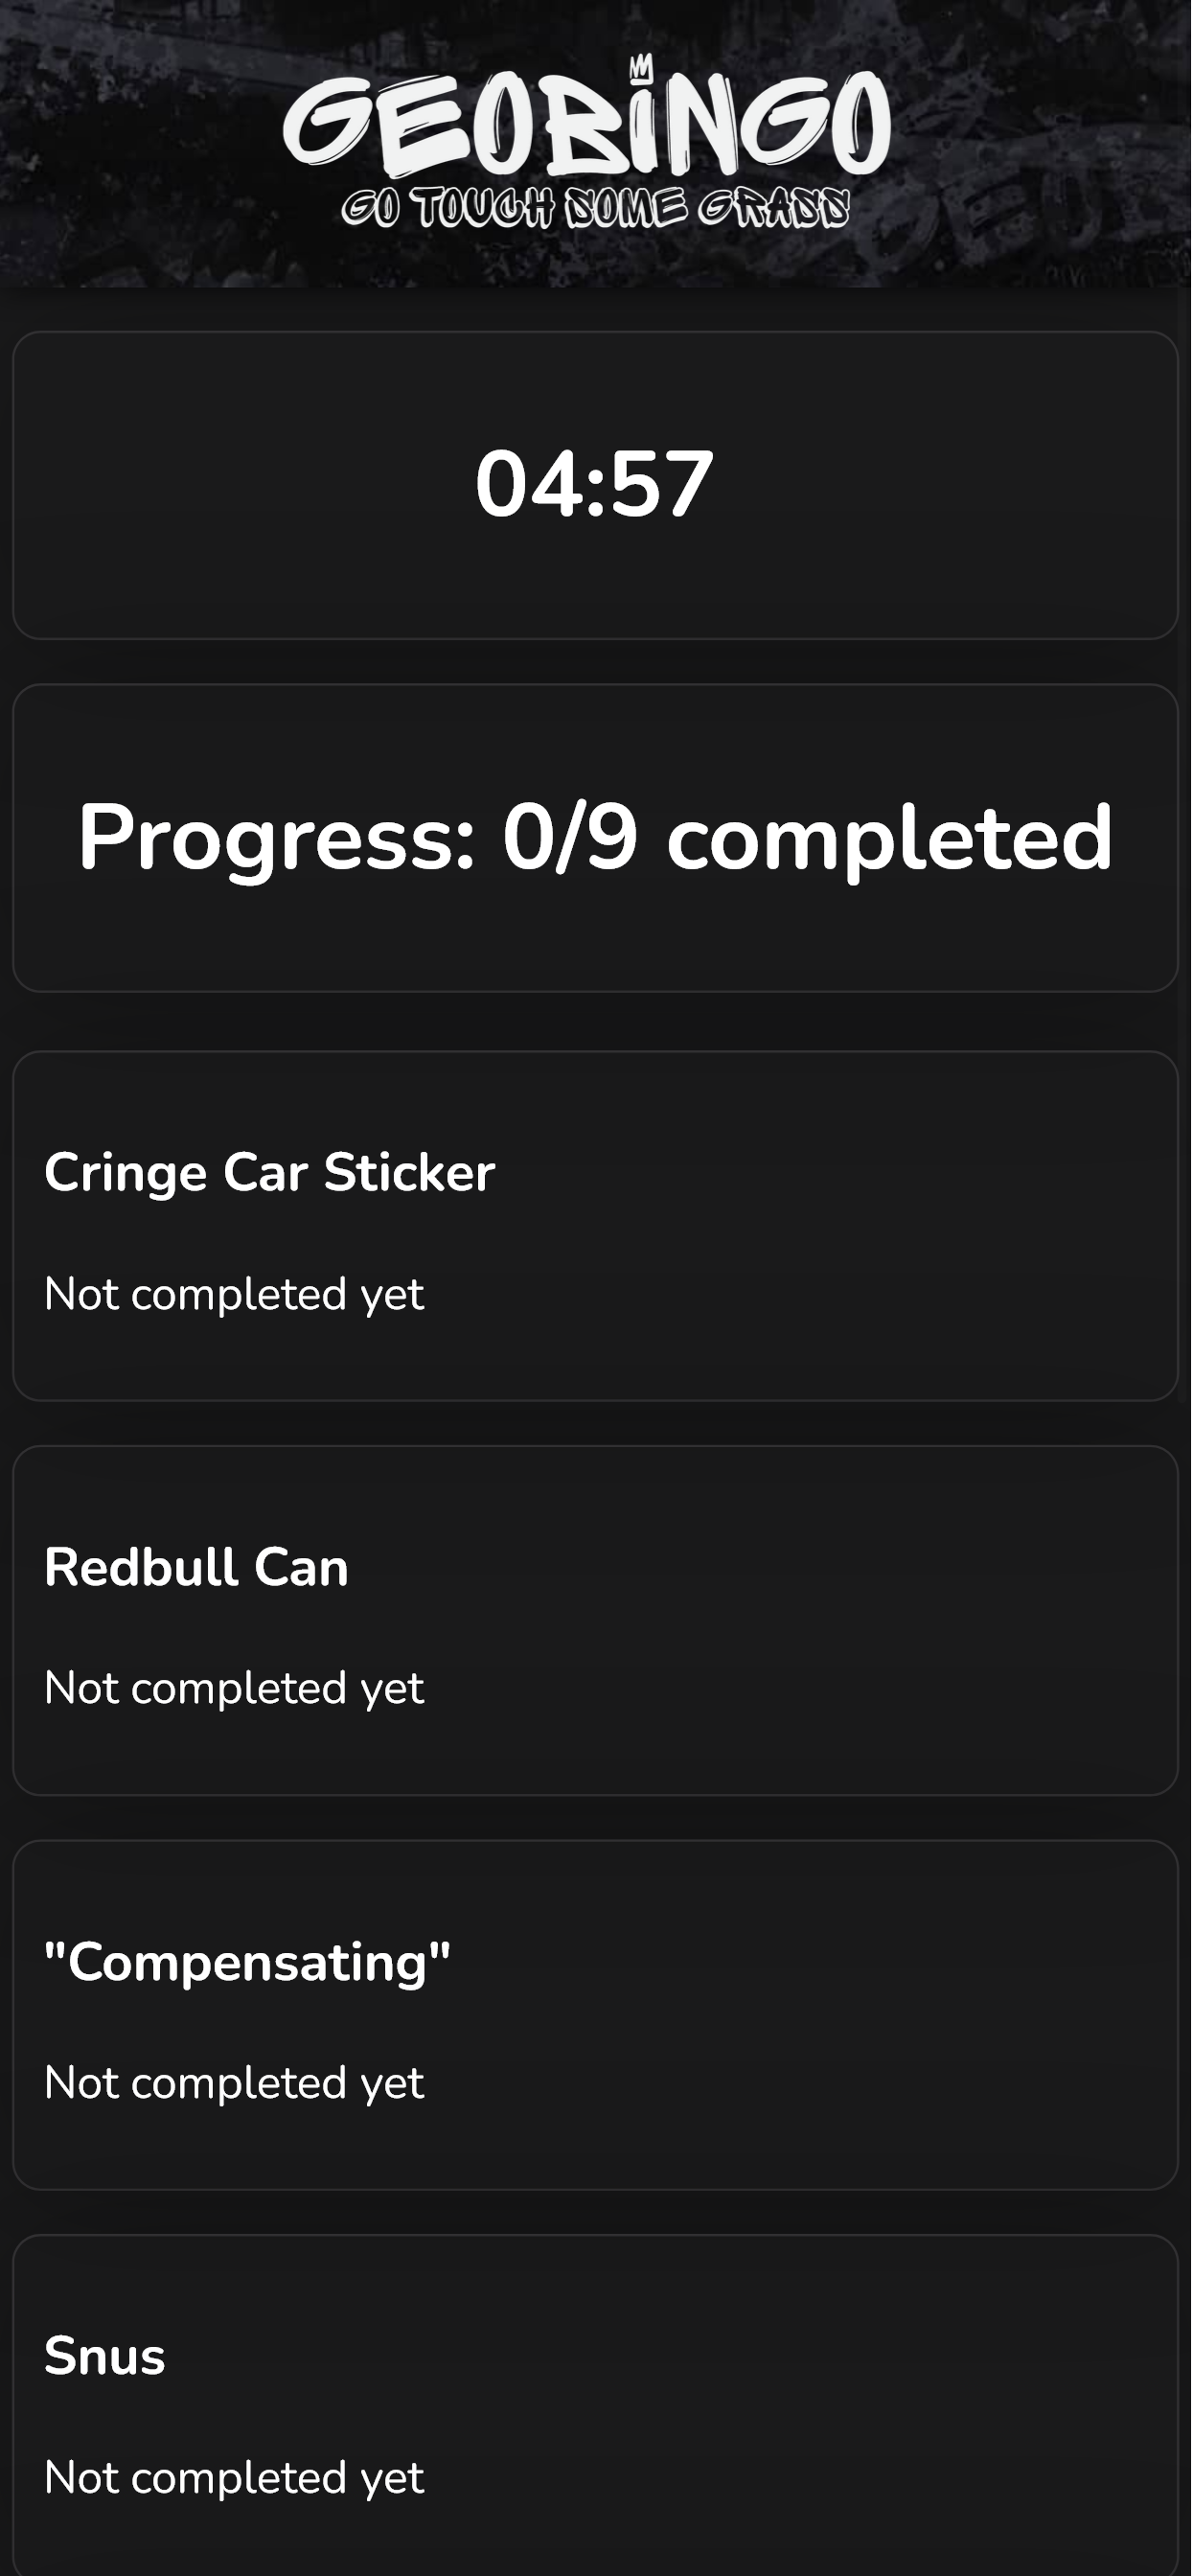 GEOBINGO
GO TOUCH SOME GRASS
04:57
Progress: 0/9 completed
Cringe Car Sticker
Not completed yet
Redbull Can
Not completed yet
"Compensating"
Not completed yet
Snus
Not completed yet